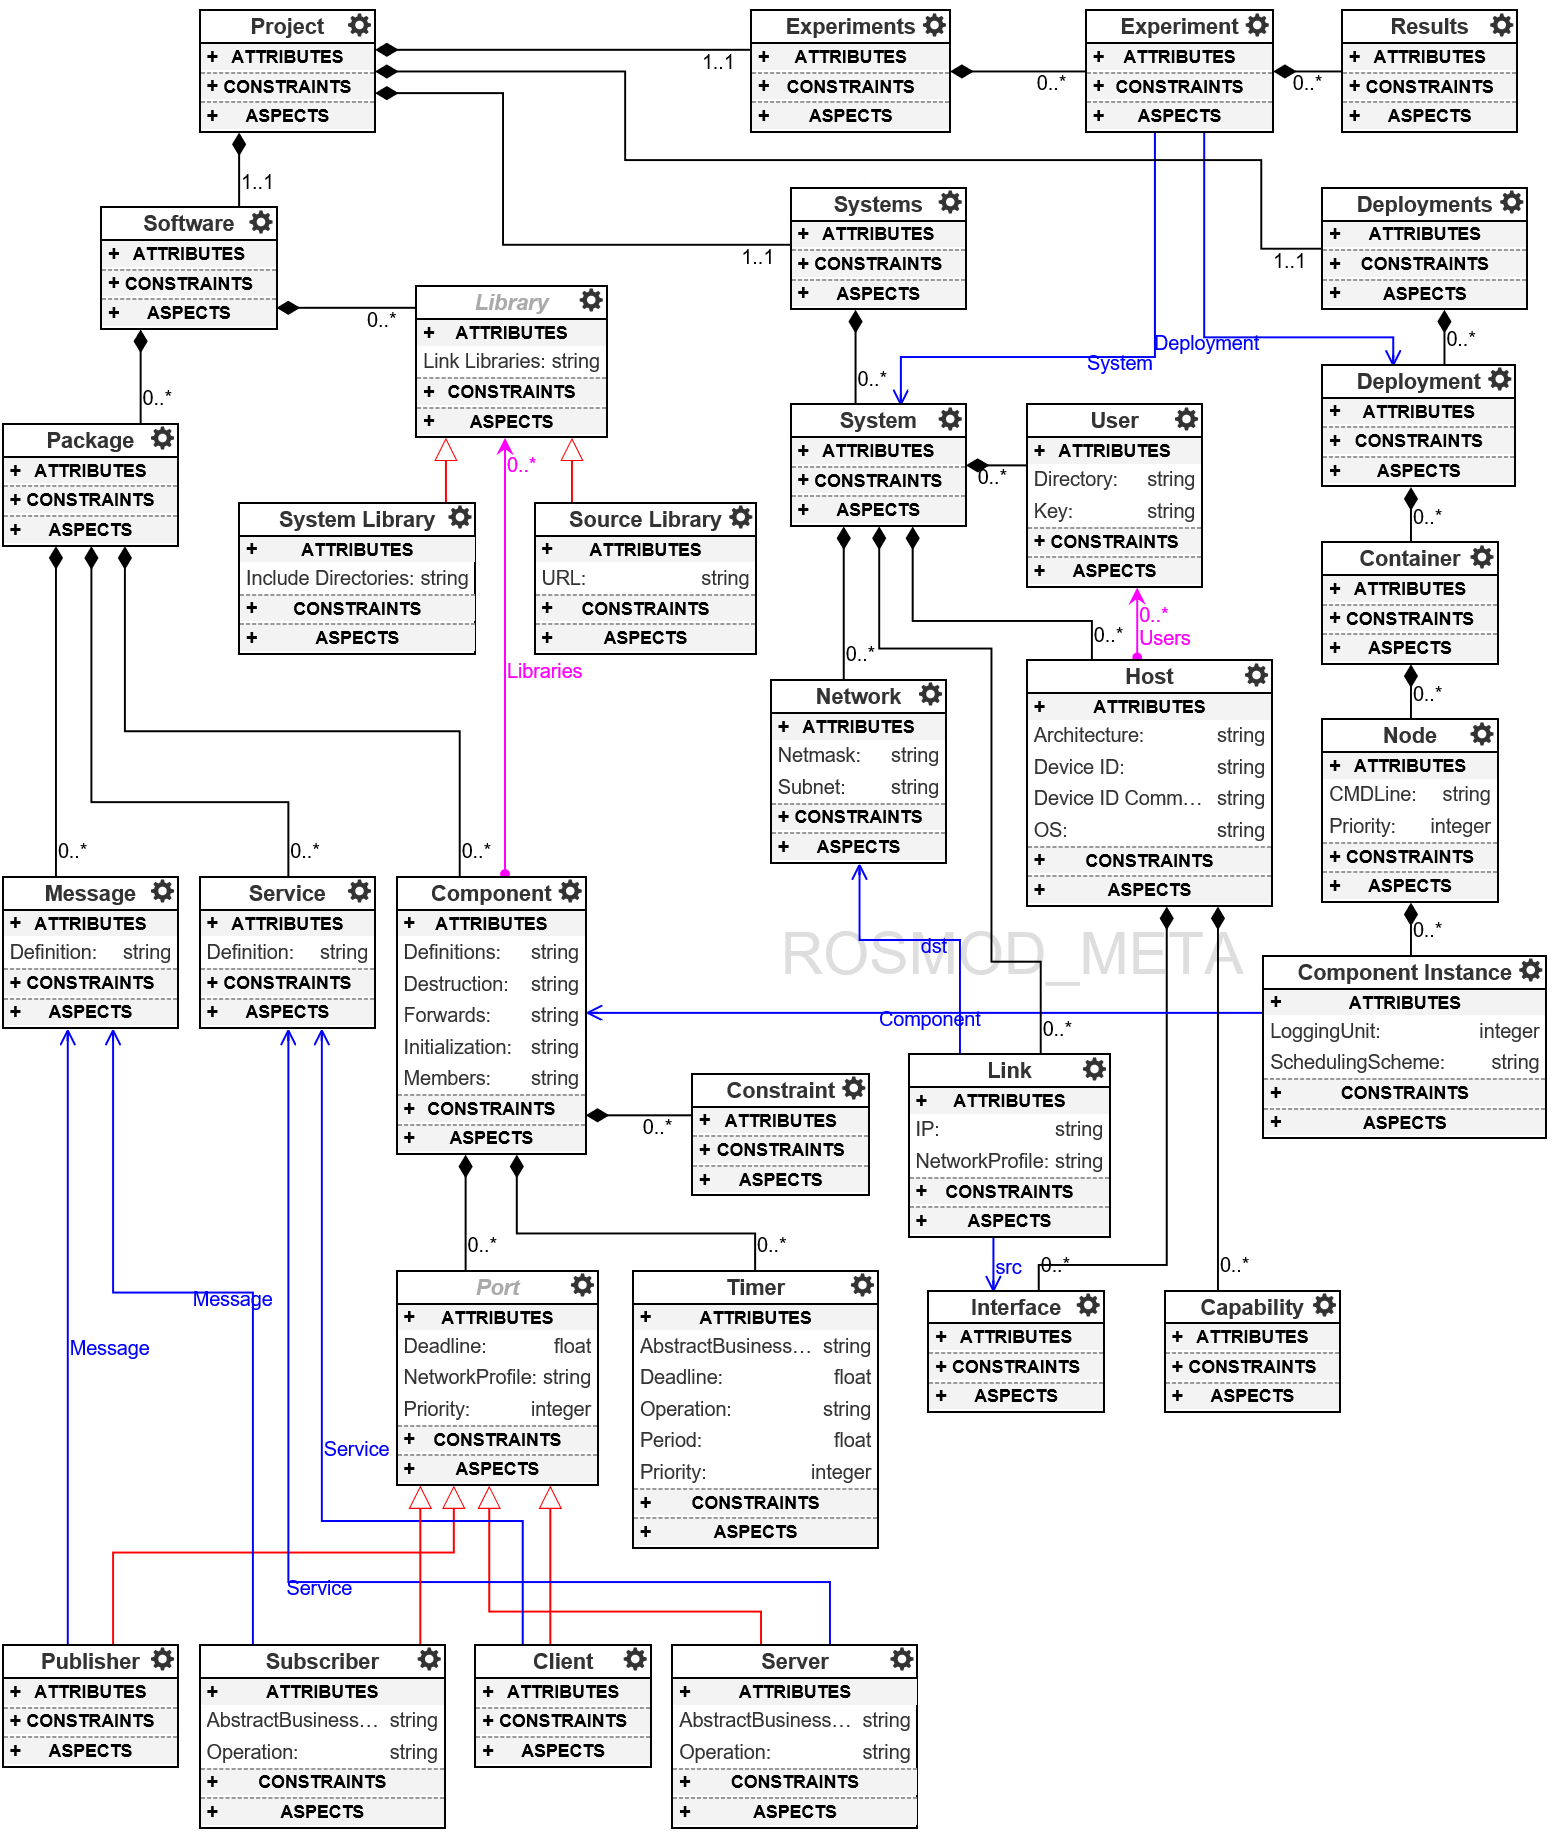 Project
+ ATTRIBUTES
+ CONSTRAINTS
+ ASPECTS
1..1
1..1
1..1
1..1
Experiments
+ ATTRIBUTES
+ CONSTRAINTS
+ ASPECTS
0..*
Experiment
+ ATTRIBUTES
+ CONSTRAINTS
+ ASPECTS
0..*
Results
+ ATTRIBUTES
+ CONSTRAINTS
+ ASPECTS
Software
+ ATTRIBUTES
+ CONSTRAINTS
+ ASPECTS
0..*
0..*
Library
+ ATTRIBUTES
Link Libraries: string
+ CONSTRAINTS
+ ASPECTS
0..*
Libraries
Systems
+ ATTRIBUTES
+ CONSTRAINTS
+ ASPECTS
0..*
System
Deployment
Deployments
+ ATTRIBUTES
+ CONSTRAINTS
+ ASPECTS
0..*
Package
+ ATTRIBUTES
+ CONSTRAINTS
+ ASPECTS
System Library
+ ATTRIBUTES
Include Directories: string
+ CONSTRAINTS
+ ASPECTS
Source Library
+ ATTRIBUTES
URL: string
+ CONSTRAINTS
+ ASPECTS
System
+ ATTRIBUTES
+ CONSTRAINTS
+ ASPECTS
0..*
User
+ ATTRIBUTES
Directory: string
Key: string
+ CONSTRAINTS
+ ASPECTS
0..*
Users
0..*
0..*
Deployment
+ ATTRIBUTES
+ CONSTRAINTS
+ ASPECTS
0..*
Container
+ ATTRIBUTES
+ CONSTRAINTS
+ ASPECTS
0..*
Network
+ ATTRIBUTES
Netmask: string
Subnet: string
+ CONSTRAINTS
+ ASPECTS
Host
+ ATTRIBUTES
Architecture: string
Device ID: string
Device ID Comm... string
OS: string
+ CONSTRAINTS
+ ASPECTS
Node
+ ATTRIBUTES
CMDLine: string
Priority: integer
+ CONSTRAINTS
+ ASPECTS
0..*
0..*
0..*
0..*
Message
+ ATTRIBUTES
Definition: string
+ CONSTRAINTS
+ ASPECTS
Service
+ ATTRIBUTES
Definition: string
+ CONSTRAINTS
+ ASPECTS
Component
+ ATTRIBUTES
Definitions: string
Destruction: string
Forwards: string
Initialization: string
Members: string
+ CONSTRAINTS
+ ASPECTS
0..*
ROSMOD_META
dst
Component
0..*
Component Instance
+ ATTRIBUTES
LoggingUnit: integer
SchedulingScheme: string
+ CONSTRAINTS
+ ASPECTS
Constraint
+ ATTRIBUTES
+ CONSTRAINTS
+ ASPECTS
Link
+ ATTRIBUTES
IP: string
NetworkProfile: string
+ CONSTRAINTS
+ ASPECTS
0..*
0..*
src
0..*
0..*
Port
+ ATTRIBUTES
Deadline: float
NetworkProfile: string
Priority: integer
+ CONSTRAINTS
+ ASPECTS
Timer
+ ATTRIBUTES
AbstractBusiness... string
Deadline: float
Operation: string
Period: float
Priority: integer
+ CONSTRAINTS
+ ASPECTS
Interface
+ ATTRIBUTES
+ CONSTRAINTS
+ ASPECTS
Capability
+ ATTRIBUTES
+ CONSTRAINTS
+ ASPECTS
Message
Message
Service
Service
Publisher
+ ATTRIBUTES
+ CONSTRAINTS
+ ASPECTS
Subscriber
+ ATTRIBUTES
AbstractBusiness... string
Operation: string
+ CONSTRAINTS
+ ASPECTS
Client
+ ATTRIBUTES
+ CONSTRAINTS
+ ASPECTS
Server
+ ATTRIBUTES
AbstractBusiness... string
Operation: string
+ CONSTRAINTS
+ ASPECTS